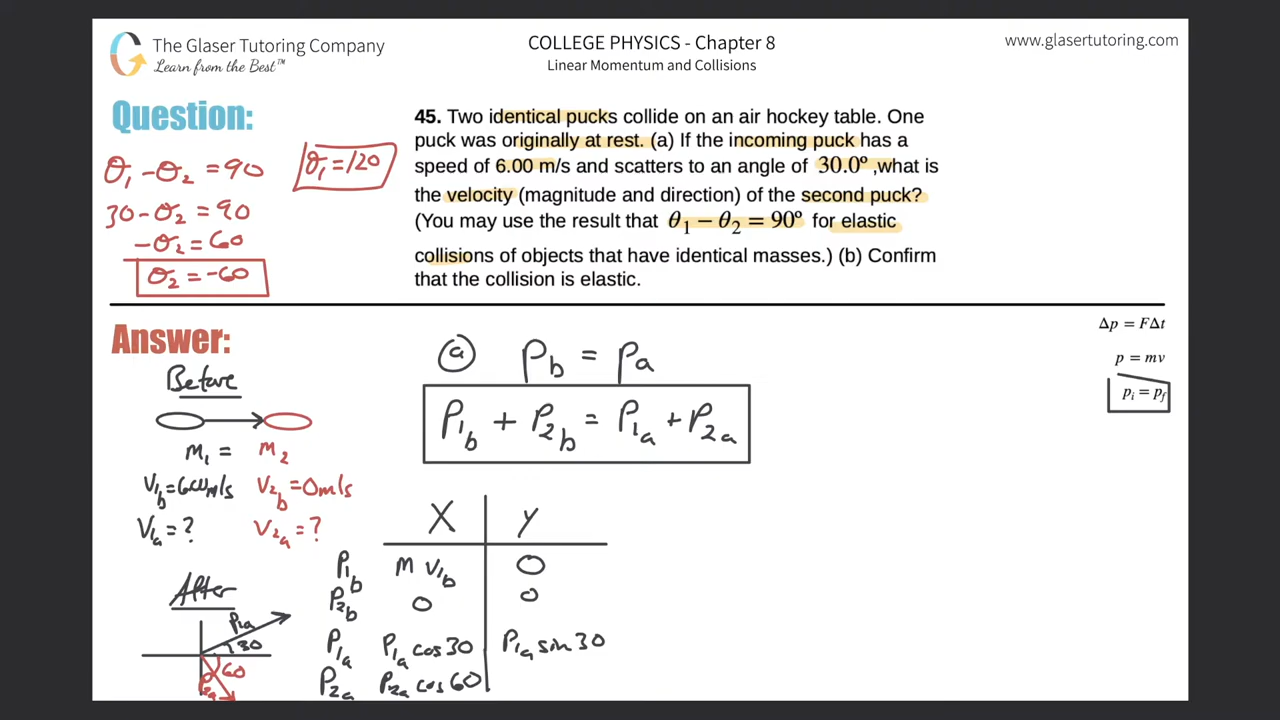 The Glaser Tutoring Company
Learn from the Best™
COLLEGE PHYSICS - Chapter 8
Linear Momentum and Collisions
www.glasertutoring.com
Question:
θ₁ - θ₂ = 90
30 - θ₂ = 90
-θ₂ = 60
θ₂ = -60
θ₁ = 120
45. Two identical pucks collide on an air hockey table. One
puck was originally at rest. (a) If the incoming puck has a
speed of 6.00 m/s and scatters to an angle of 30.0º ,what is
the velocity (magnitude and direction) of the second puck?
(You may use the result that θ₁ − θ₂ = 90º for elastic
collisions of objects that have identical masses.) (b) Confirm
that the collision is elastic.
Answer:
Before
M₁ = M₂
V1b = 6.00 m/s V2b = 0 m/s
V1a = ? V2a = ?
After
P1a
30
60
P2a
a
Pb = Pa
P1b + P2b = P1a + P2a
X Y
P1b M V1b 0
P2b 0 0
P1a P1a cos 30 P1a sin 30
P2a P2a cos 60
Δp = FΔt
p = mv
pᵢ = p_f